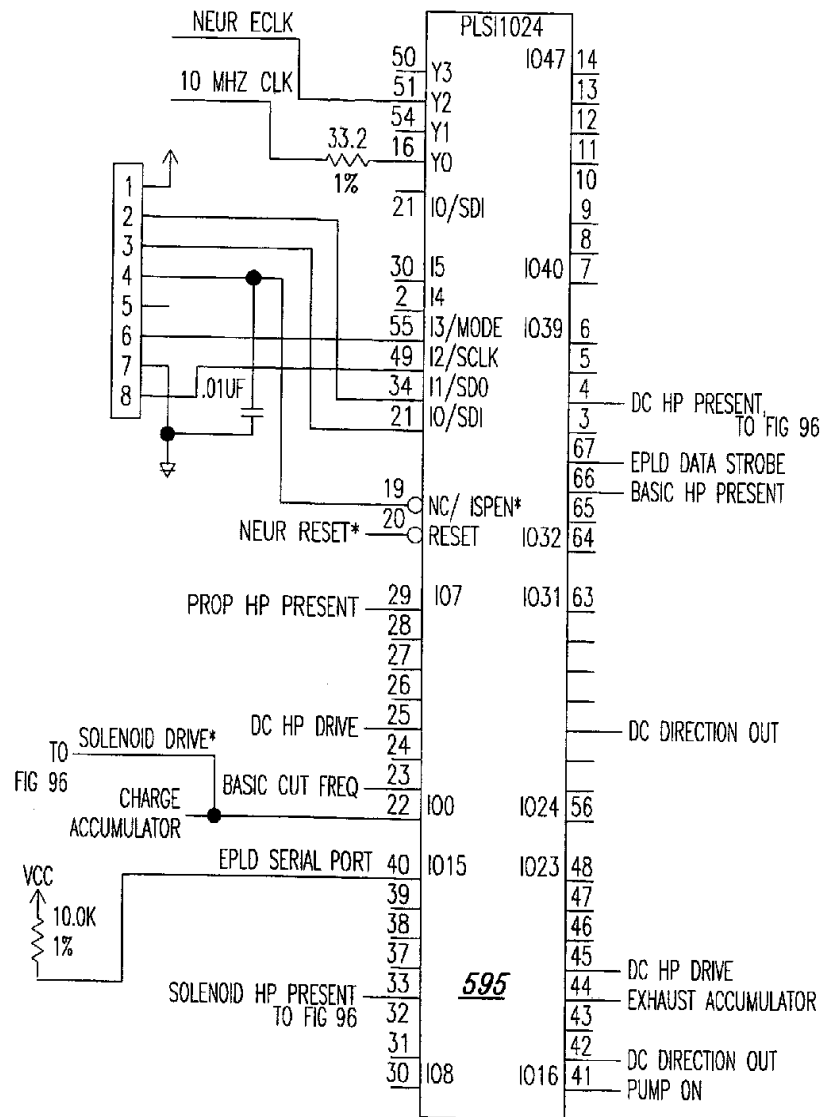 NEUR ECLK
PLSI1024
50 Y3 IO47 14
10 MHZ CLK
51 Y2 13
54 Y1 12
33.2
16 Y0 11
1%
10
1
21 IO/SDI 9
2
8
3
30 I5 IO40 7
4
2 I4
5
55 I3/MODE IO39 6
6
49 I2/SCLK 5
7
34 I1/SDO 4
8
.01UF
DC HP PRESENT,
TO FIG 96
21 IO/SDI 3
67
EPLD DATA STROBE
66
BASIC HP PRESENT
19 NC/ ISPEN* 65
NEUR RESET* 20 RESET IO32 64
PROP HP PRESENT 29 IO7 IO31 63
28
27
26
DC HP DRIVE 25
DC DIRECTION OUT
24
TO
FIG 96
SOLENOID DRIVE*
BASIC CUT FREQ 23
CHARGE
ACCUMULATOR
22 IO0 IO24 56
EPLD SERIAL PORT 40 IO15 IO23 48
VCC
39 47
10.0K
1%
38 46
37 45
DC HP DRIVE
SOLENOID HP PRESENT
TO FIG 96
33 595 44
EXHAUST ACCUMULATOR
32 43
31 42
DC DIRECTION OUT
30 IO8 IO16 41
PUMP ON